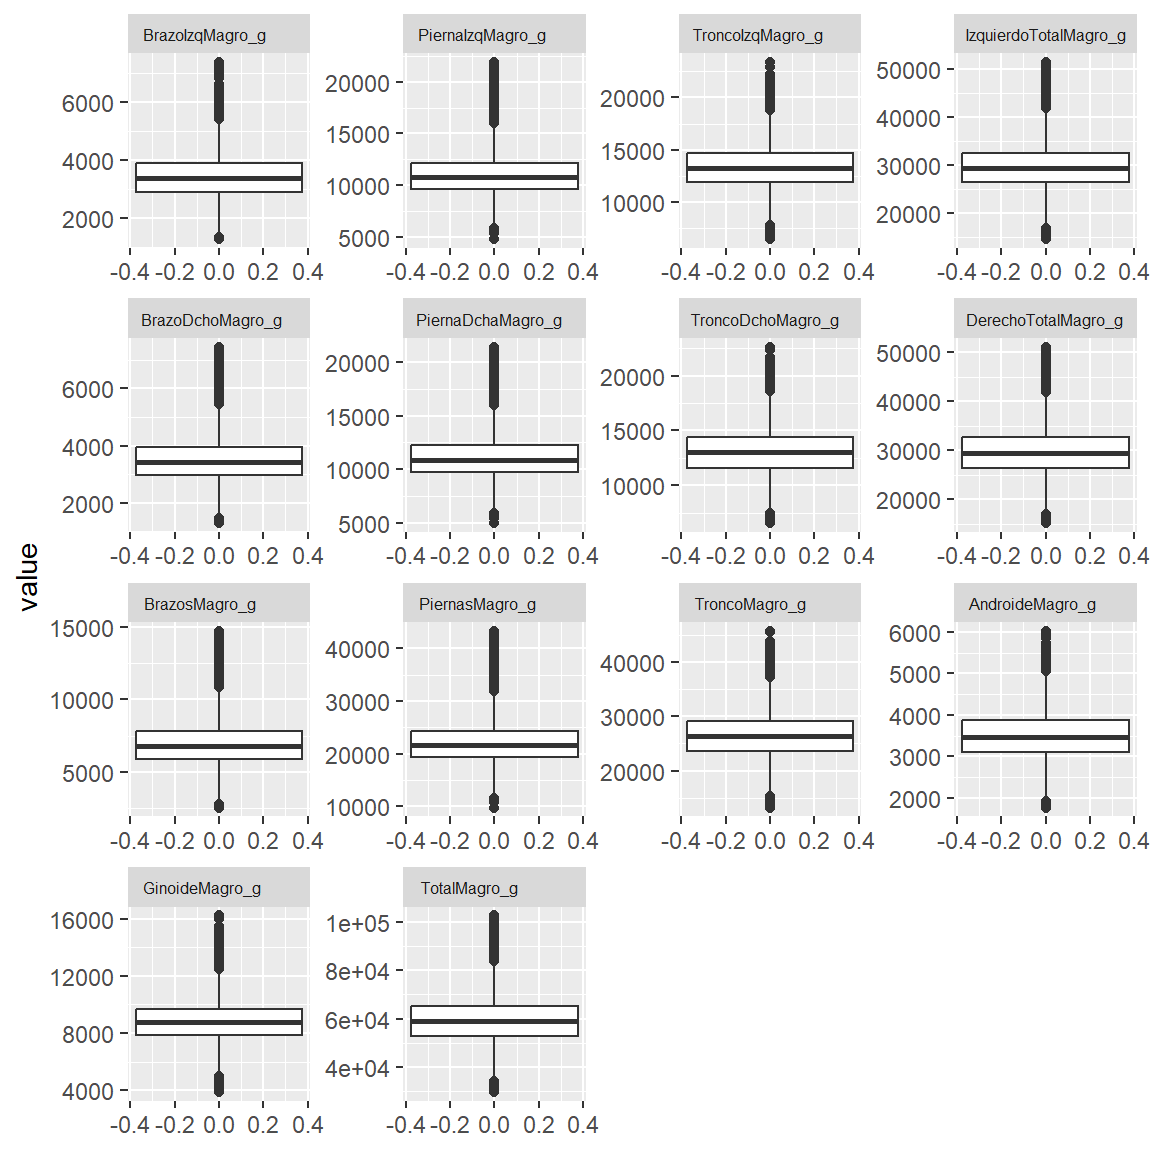 BrazoIzqMagro_g PiernaIzqMagro_g TroncoIzqMagro_g IzquierdoTotalMagro_g
6000 4000 2000
20000 15000 10000 5000
20000 15000 10000
50000 40000 30000 20000
-0.4 -0.2 0.0 0.2 0.4 -0.4 -0.2 0.0 0.2 0.4 -0.4 -0.2 0.0 0.2 0.4 -0.4 -0.2 0.0 0.2 0.4
BrazoDchoMagro_g PiernaDchaMagro_g TroncoDchoMagro_g DerechoTotalMagro_g
6000 4000 2000
20000 15000 10000 5000
20000 15000 10000
50000 40000 30000 20000
-0.4 -0.2 0.0 0.2 0.4 -0.4 -0.2 0.0 0.2 0.4 -0.4 -0.2 0.0 0.2 0.4 -0.4 -0.2 0.0 0.2 0.4
value
BrazosMagro_g PiernasMagro_g TroncoMagro_g AndroideMagro_g
15000 10000 5000
40000 30000 20000 10000
40000 30000 20000
6000 5000 4000 3000 2000
-0.4 -0.2 0.0 0.2 0.4 -0.4 -0.2 0.0 0.2 0.4 -0.4 -0.2 0.0 0.2 0.4 -0.4 -0.2 0.0 0.2 0.4
GinoideMagro_g TotalMagro_g
16000 12000 8000 4000
1e+05 8e+04 6e+04 4e+04
-0.4 -0.2 0.0 0.2 0.4 -0.4 -0.2 0.0 0.2 0.4